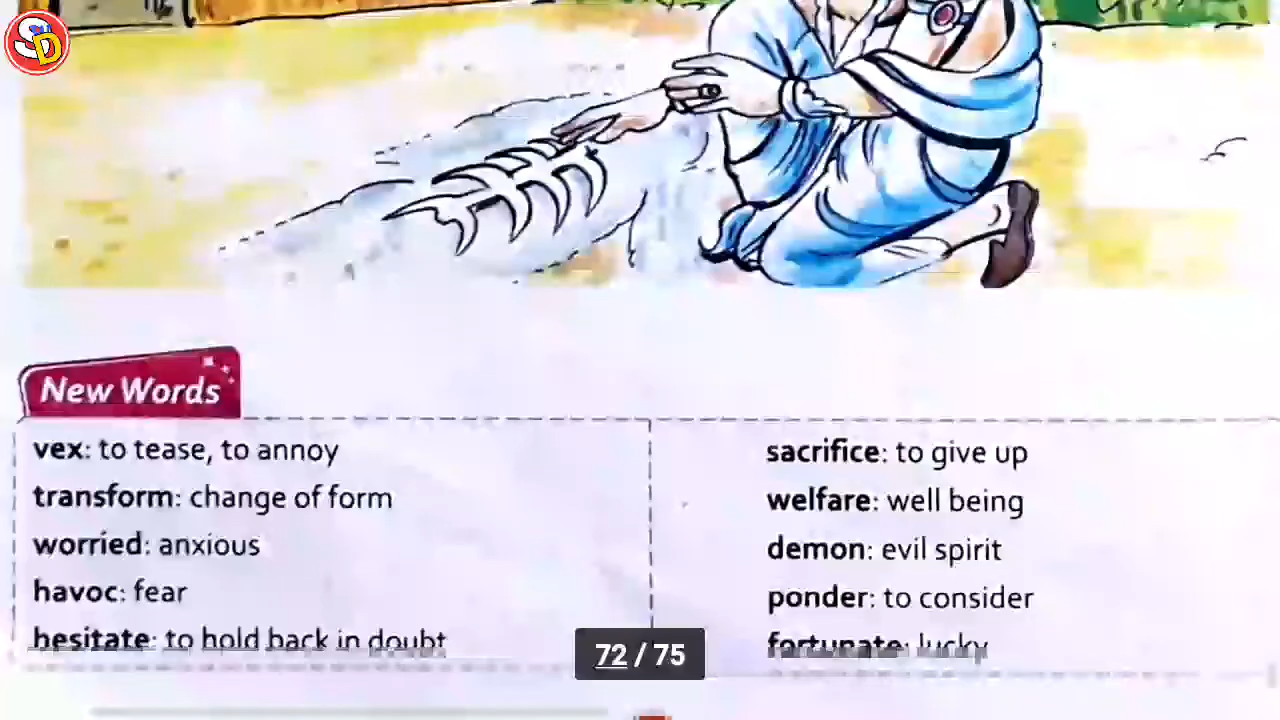 SD
New Words
vex: to tease, to annoy
transform: change of form
worried: anxious
havoc: fear
hesitate: to hold back in doubt
sacrifice: to give up
welfare: well being
demon: evil spirit
ponder: to consider
fortunate: lucky
72 / 75